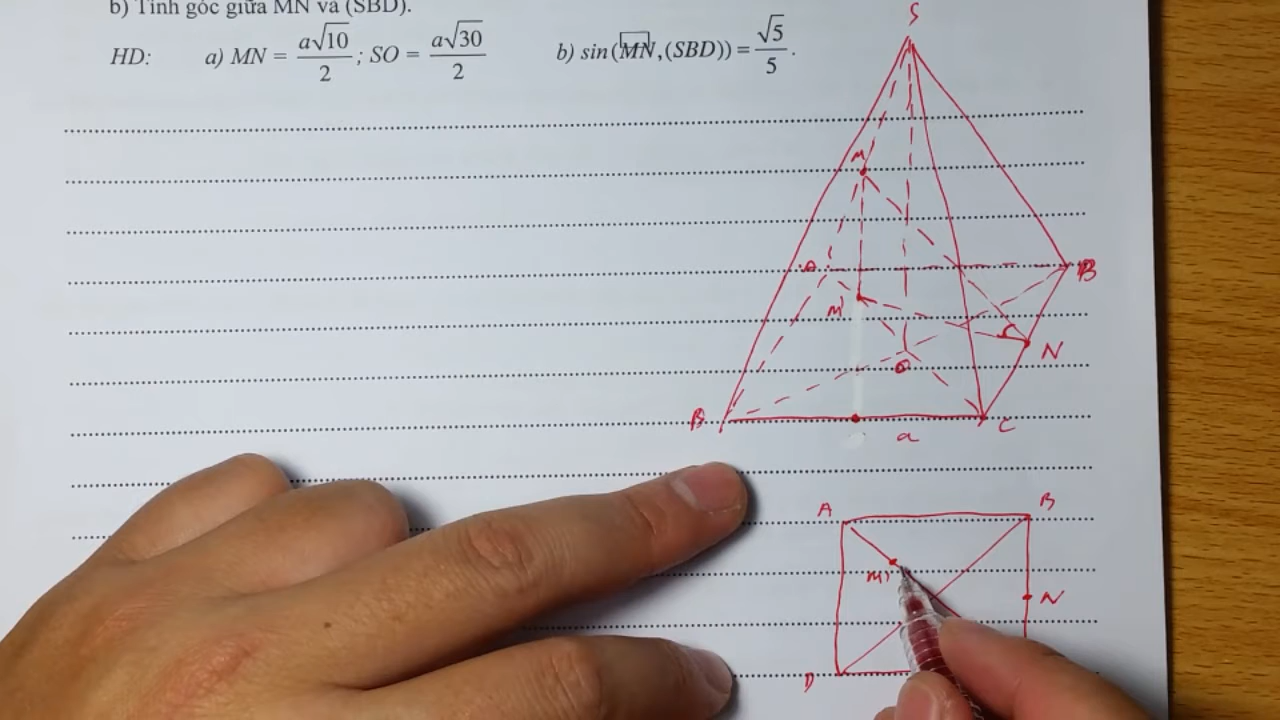 b) Tính góc giữa MN và (SBD).
HD: a) MN = a√10/2 ; SO = a√30/2 b) sin(MN,(SBD)) = √5/5.
S
M
A
B
M'
N
O
B
C
a
A
B
M'
N
D